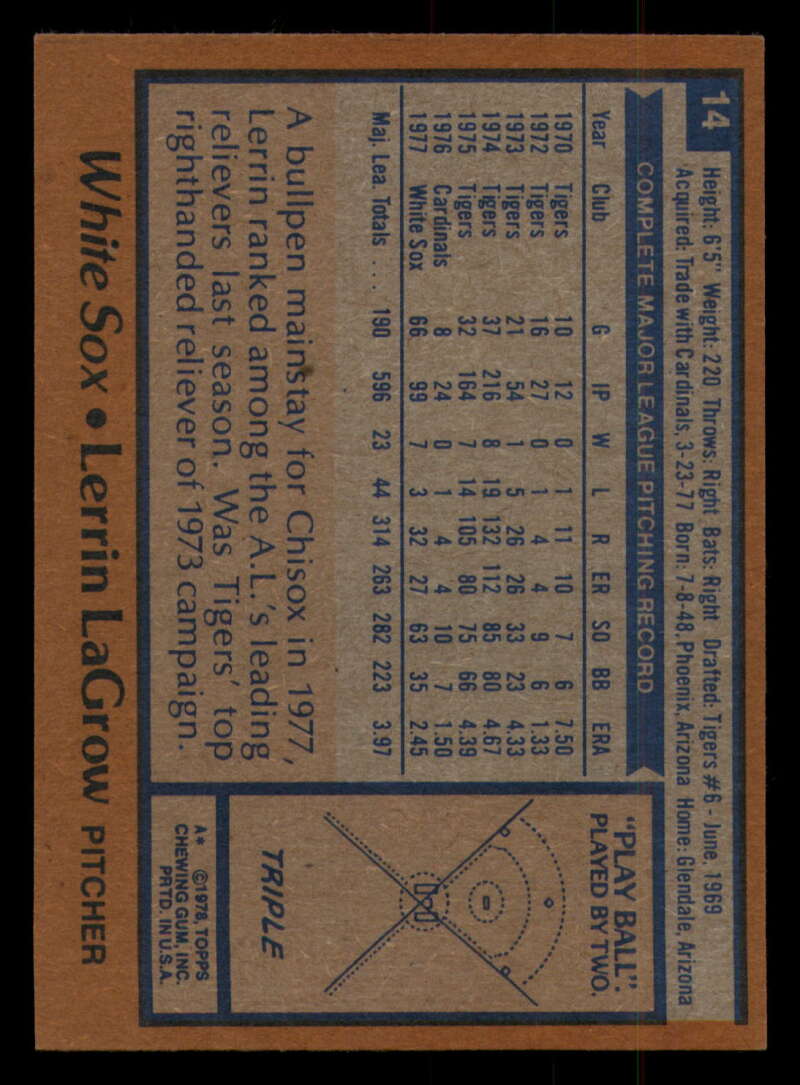 14
Height: 6'5" Weight: 220 Throws: Right Bats: Right Drafted: Tigers #6 - June, 1969
Acquired: Trade with Cardinals, 3-23-77 Born: 7-8-48, Phoenix, Arizona Home: Glendale, Arizona
COMPLETE MAJOR LEAGUE PITCHING RECORD
Year Club G IP W L R ER SO BB ERA
1970 Tigers 10 12 0 1 11 10 7 6 7.50
1972 Tigers 16 27 0 1 4 4 9 6 1.33
1973 Tigers 21 54 1 5 26 26 33 23 4.33
1974 Tigers 37 216 8 19 132 112 85 80 4.67
1975 Tigers 32 164 7 14 105 80 75 66 4.39
1976 Cardinals 8 24 0 1 4 4 10 7 1.50
1977 White Sox 66 99 7 3 32 27 63 35 2.45
Maj. Lea. Totals ... 190 596 23 44 314 263 282 223 3.97
A bullpen mainstay for Chisox in 1977,
Lerrin ranked among the A.L.'s leading
relievers last season. Was Tigers' top
righthanded reliever of 1973 campaign.
"PLAY BALL":
PLAYED BY TWO.
TRIPLE
A* ©1978, TOPPS
CHEWING GUM, INC.
PRTD. IN U.S.A.
White Sox • Lerrin LaGrow PITCHER